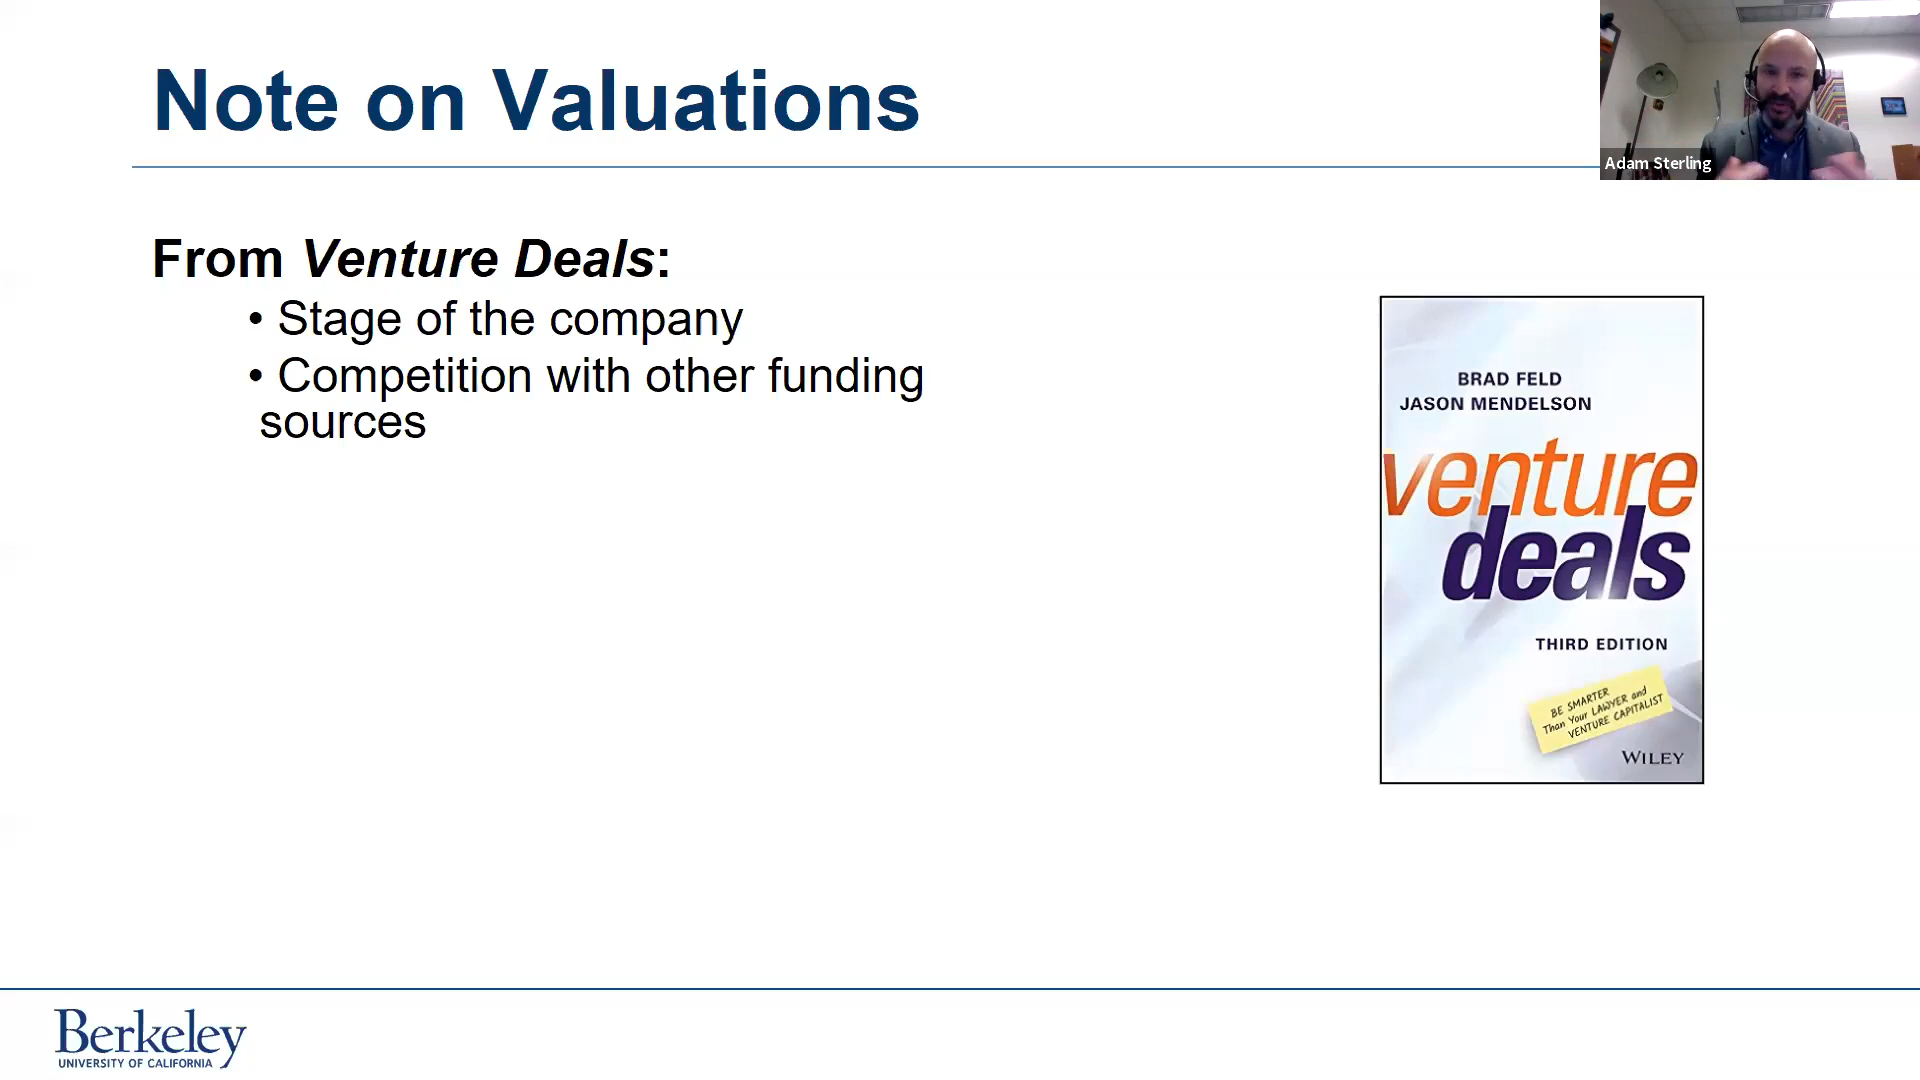 Note on Valuations
Adam Sterling
From Venture Deals:
• Stage of the company
• Competition with other funding
sources
BRAD FELD
JASON MENDELSON
venture
deals
THIRD EDITION
BE SMARTER
Than Your LAWYER and
VENTURE CAPITALIST
WILEY
Berkeley
UNIVERSITY OF CALIFORNIA